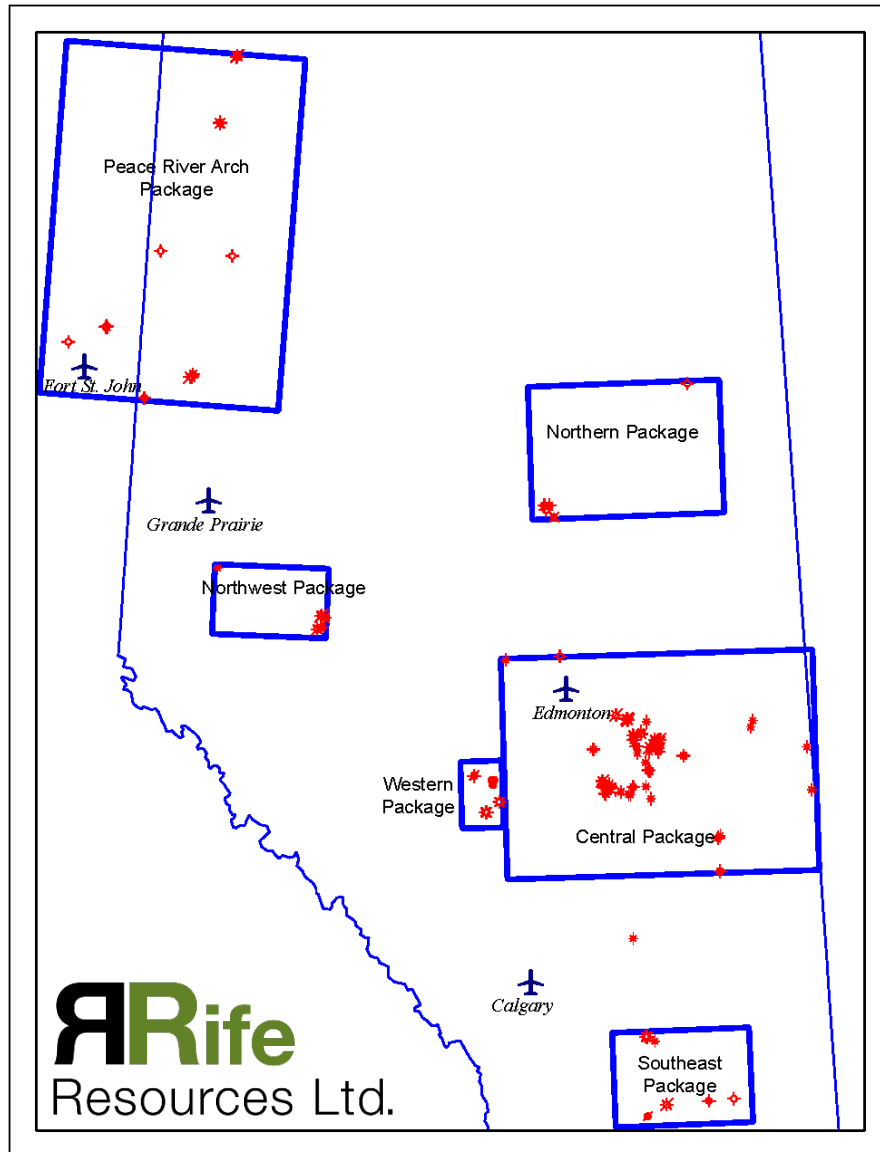 Peace River Arch
Package
Fort St. John
Northern Package
Grande Prairie
Northwest Package
Edmonton
Western
Package
Central Package
Calgary
Southeast
Package
RRife
Resources Ltd.